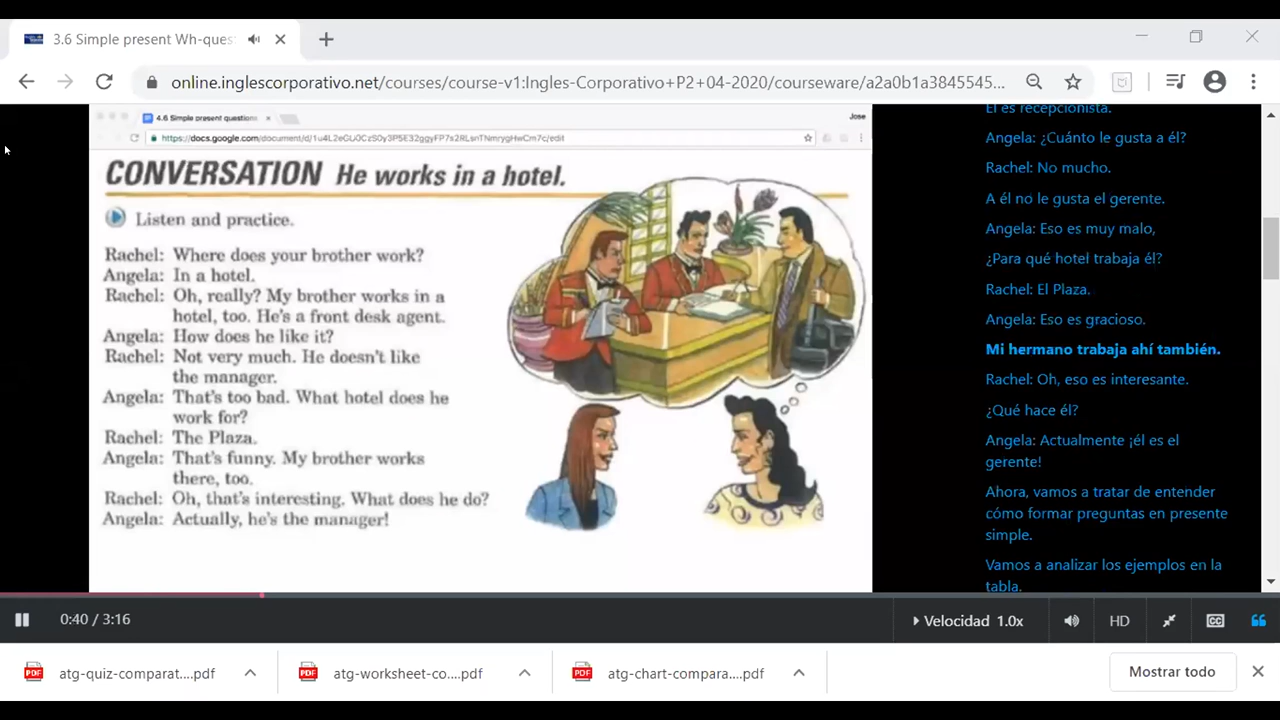 3.6 Simple present Wh-ques
online.inglescorporativo.net/courses/course-v1:Ingles-Corporativo+P2+04-2020/courseware/a2a0b1a3845545...
4.6 Simple present questions
Jose
CONVERSATION He works in a hotel.
Listen and practice.
Rachel: Where does your brother work?
Angela: In a hotel.
Rachel: Oh, really? My brother works in a
hotel, too. He's a front desk agent.
Angela: How does he like it?
Rachel: Not very much. He doesn't like
the manager.
Angela: That's too bad. What hotel does he
work for?
Rachel: The Plaza.
Angela: That's funny. My brother works
there, too.
Rachel: Oh, that's interesting. What does he do?
Angela: Actually, he's the manager!
Él es recepcionista.
Angela: ¿Cuánto le gusta a él?
Rachel: No mucho.
A él no le gusta el gerente.
Angela: Eso es muy malo,
¿Para qué hotel trabaja él?
Rachel: El Plaza.
Angela: Eso es gracioso.
Mi hermano trabaja ahí también.
Rachel: Oh, eso es interesante.
¿Qué hace él?
Angela: Actualmente ¡él es el
gerente!
Ahora, vamos a tratar de entender
cómo formar preguntas en presente
simple.
Vamos a analizar los ejemplos en la
tabla.
0:40 / 3:16
Velocidad 1.0x
HD
CC
PDF atg-quiz-comparat....pdf
PDF atg-worksheet-co....pdf
PDF atg-chart-compara....pdf
Mostrar todo